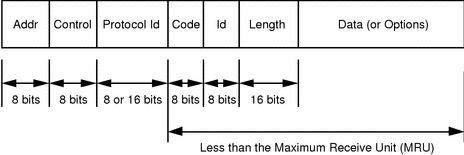 Addr Control Protocol Id Code Id Length Data (or Options)
8 bits 8 bits 8 or 16 bits 8 bits 8 bits 16 bits
Less than the Maximum Receive Unit (MRU)